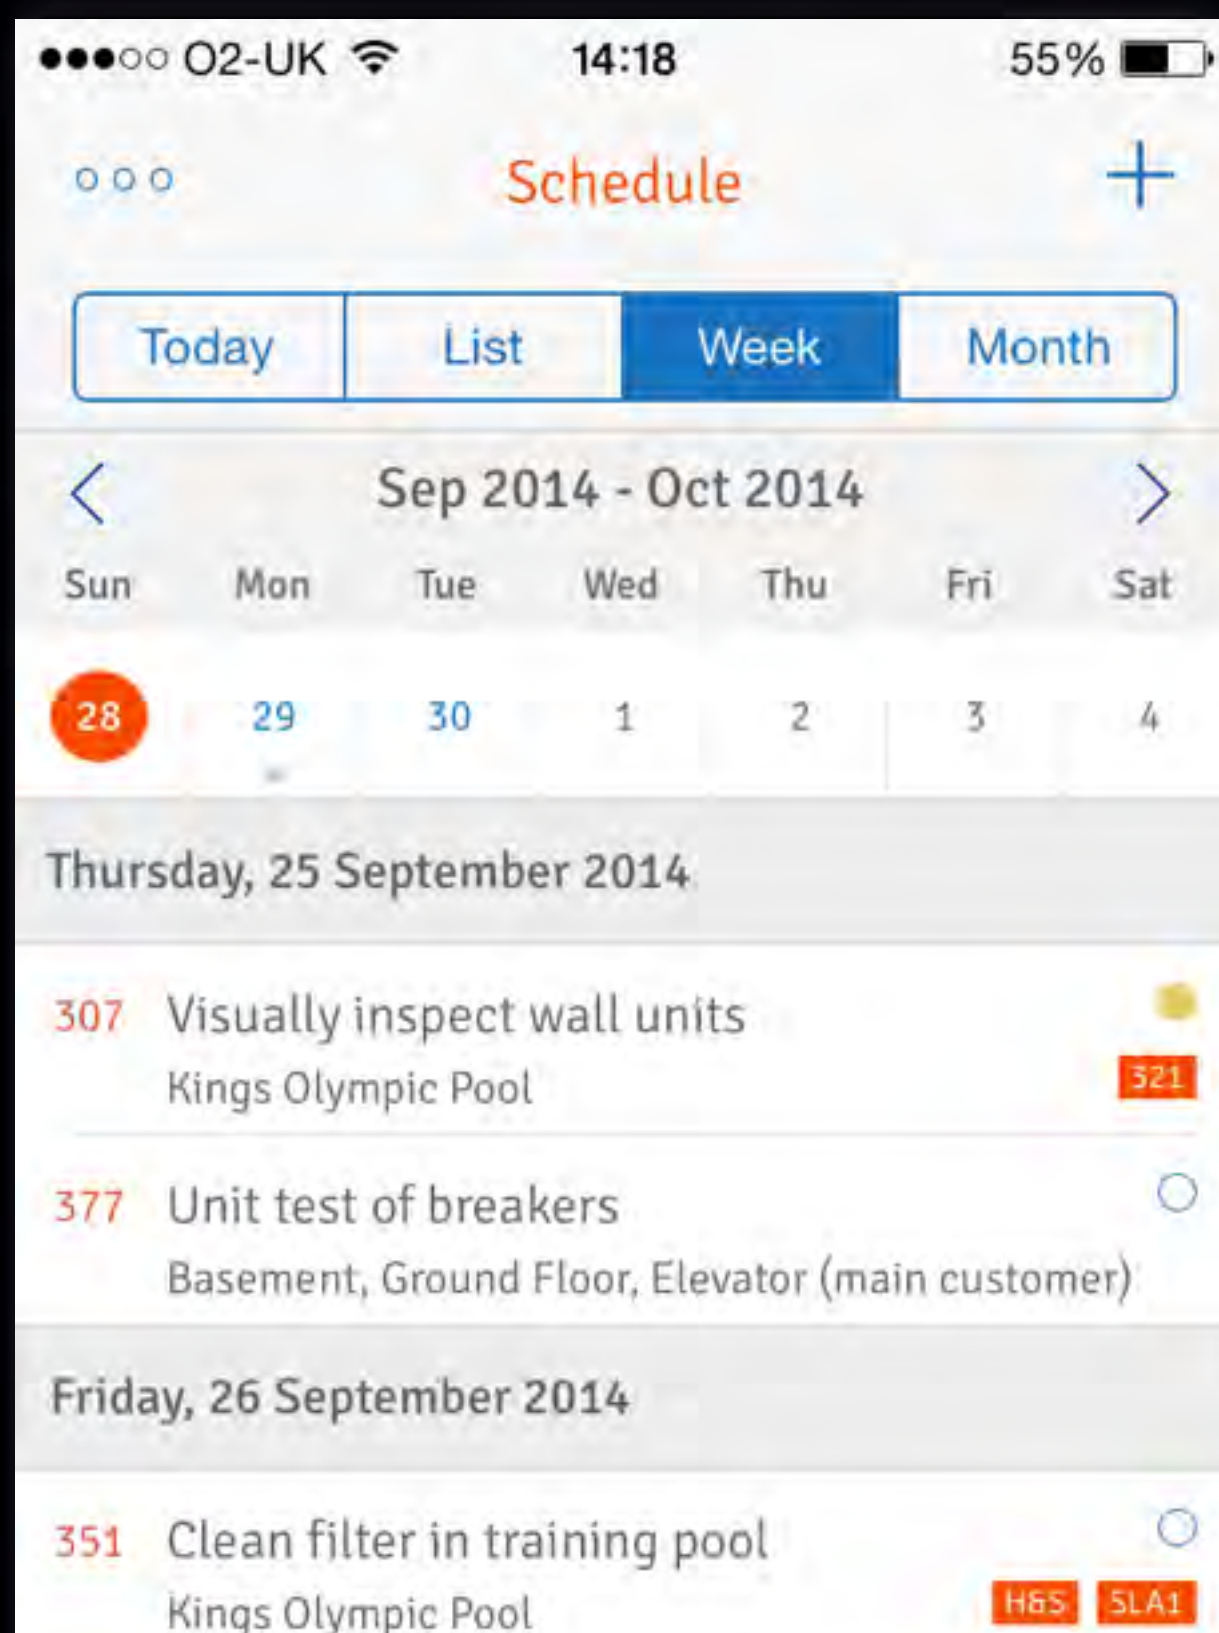 O2-UK 14:18 55%
Schedule
Today List Week Month
Sep 2014 - Oct 2014
Sun Mon Tue Wed Thu Fri Sat
28 29 30 1 2 3 4
Thursday, 25 September 2014
307 Visually inspect wall units
Kings Olympic Pool 321
377 Unit test of breakers
Basement, Ground Floor, Elevator (main customer)
Friday, 26 September 2014
351 Clean filter in training pool
Kings Olympic Pool H&S SLA1